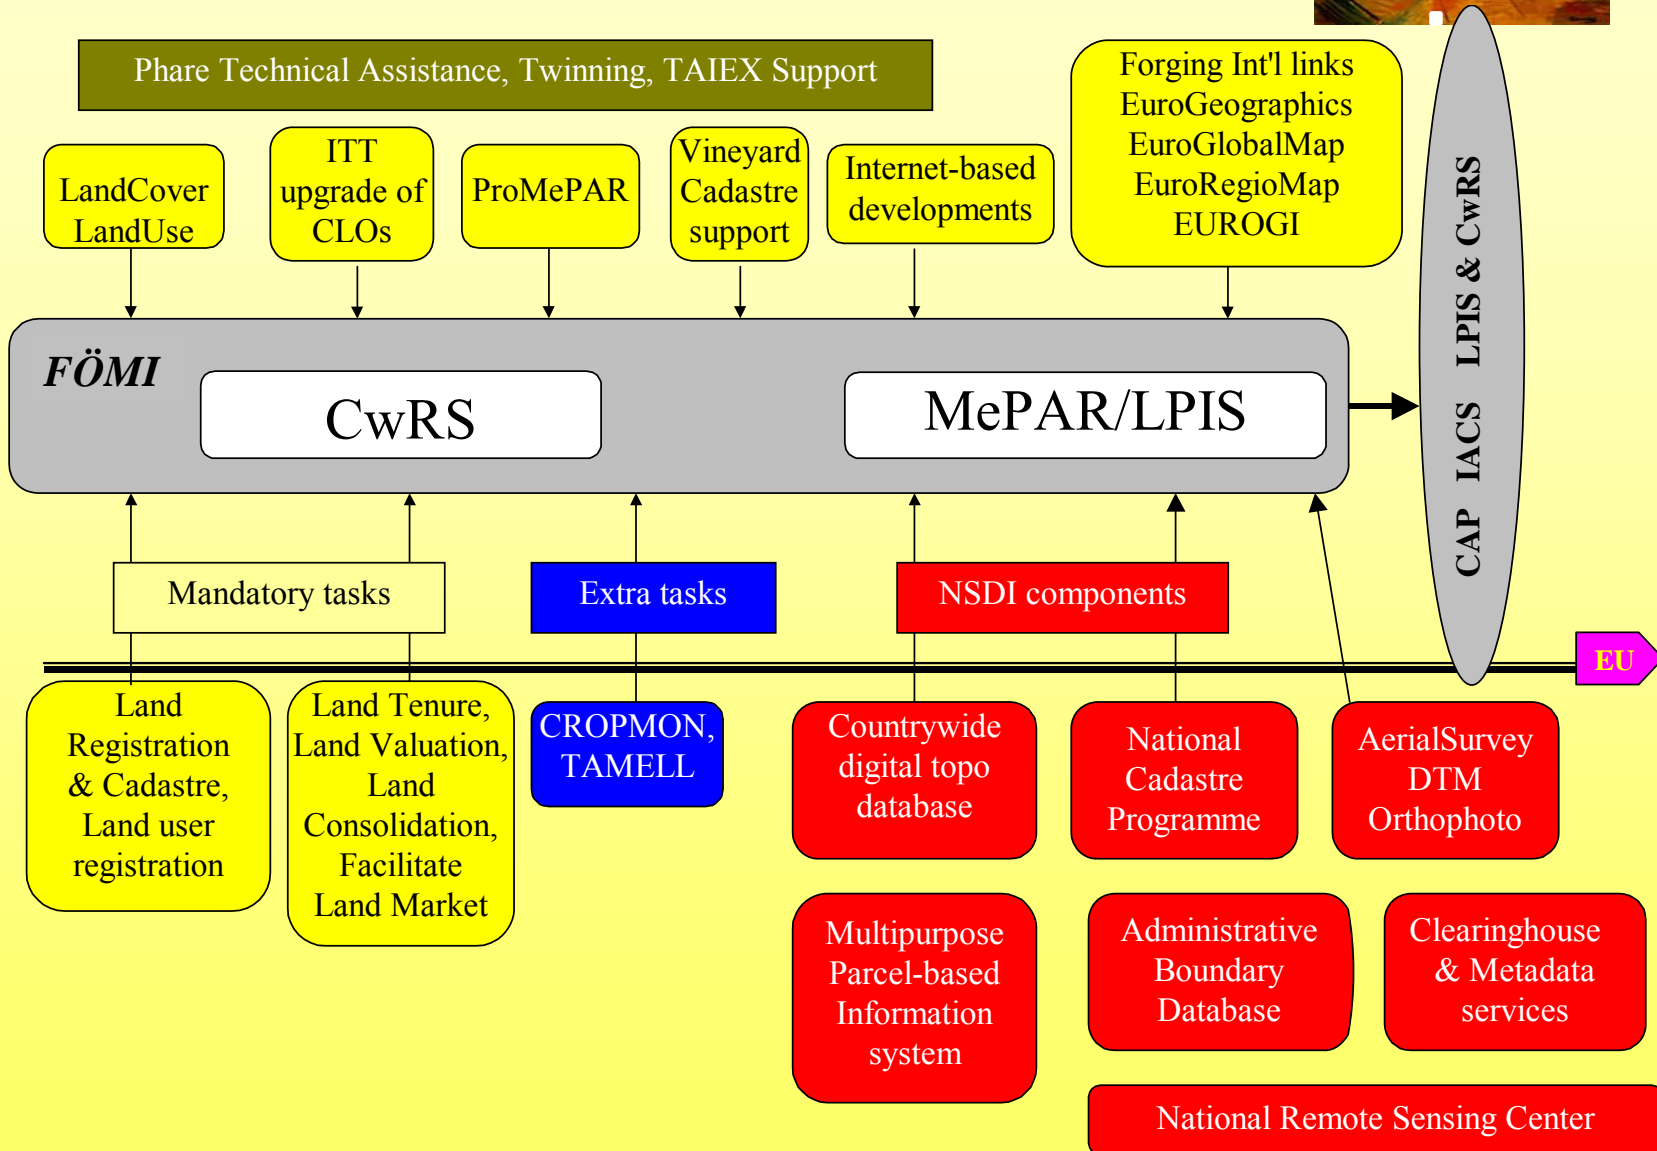 Phare Technical Assistance, Twinning, TAIEX Support
LandCover
LandUse
ITT
upgrade of
CLOs
ProMePAR
Vineyard
Cadastre
support
Internet-based
developments
Forging Int'l links
EuroGeographics
EuroGlobalMap
EuroRegioMap
EUROGI
CAP IACS LPIS & CwRS
FÖMI
CwRS
MePAR/LPIS
Mandatory tasks
Extra tasks
NSDI components
EU
Land
Registration
& Cadastre,
Land user
registration
Land Tenure,
Land Valuation,
Land
Consolidation,
Facilitate
Land Market
CROPMON,
TAMELL
Countrywide
digital topo
database
National
Cadastre
Programme
AerialSurvey
DTM
Orthophoto
Multipurpose
Parcel-based
Information
system
Administrative
Boundary
Database
Clearinghouse
& Metadata
services
National Remote Sensing Center